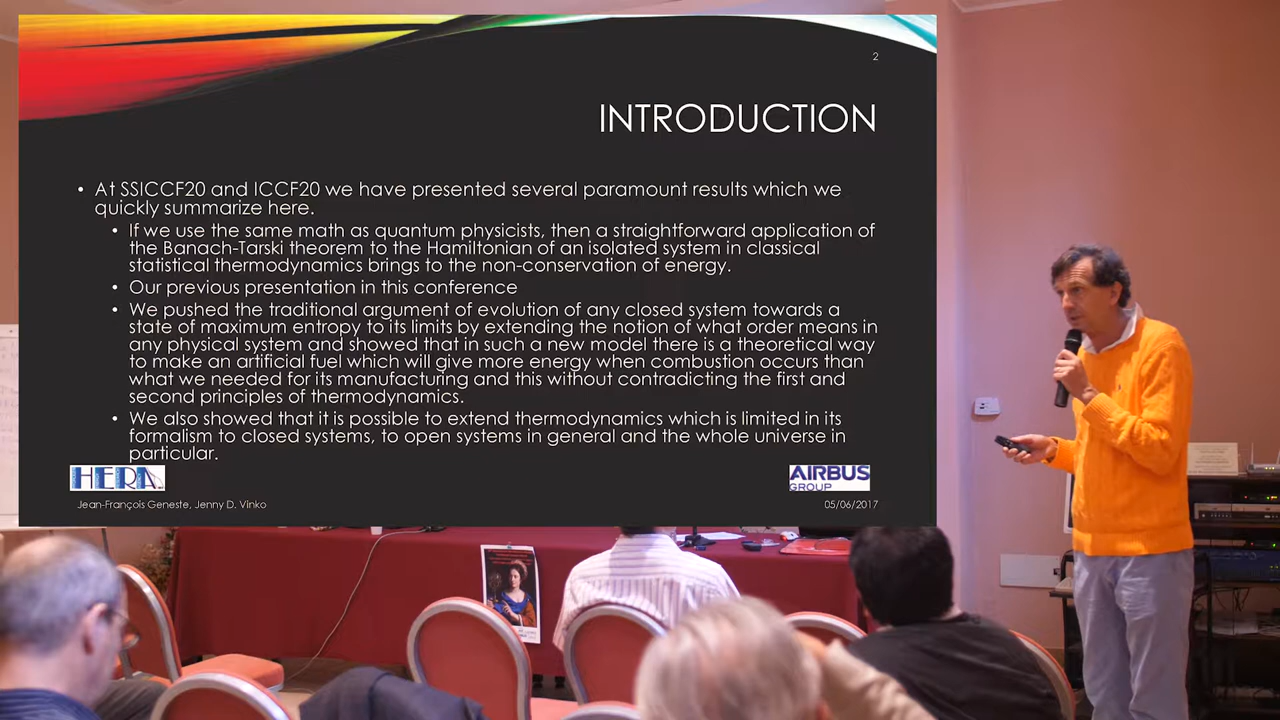 2
INTRODUCTION
• At SSICCF20 and ICCF20 we have presented several paramount results which we
quickly summarize here.
• If we use the same math as quantum physicists, then a straightforward application of
the Banach-Tarski theorem to the Hamiltonian of an isolated system in classical
statistical thermodynamics brings to the non-conservation of energy.
• Our previous presentation in this conference
• We pushed the traditional argument of evolution of any closed system towards a
state of maximum entropy to its limits by extending the notion of what order means in
any physical system and showed that in such a new model there is a theoretical way
to make an artificial fuel which will give more energy when combustion occurs than
what we needed for its manufacturing and this without contradicting the first and
second principles of thermodynamics.
• We also showed that it is possible to extend thermodynamics which is limited in its
formalism to closed systems, to open systems in general and the whole universe in
particular.
HERA
AIRBUS
GROUP
Jean-François Geneste, Jenny D. Vinko
05/06/2017